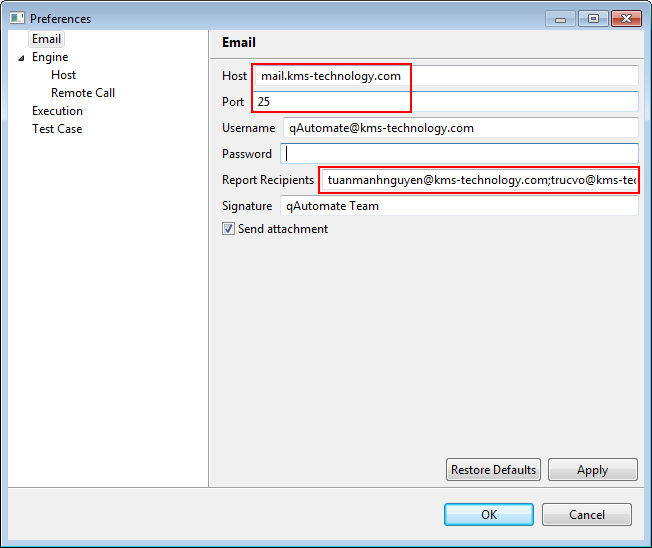 Preferences
Email
Engine
Host
Remote Call
Execution
Test Case
Email
Host mail.kms-technology.com
Port 25
Username qAutomate@kms-technology.com
Password
Report Recipients tuanmanhnguyen@kms-technology.com;trucvo@kms-tec
Signature qAutomate Team
Send attachment
Restore Defaults Apply
OK Cancel